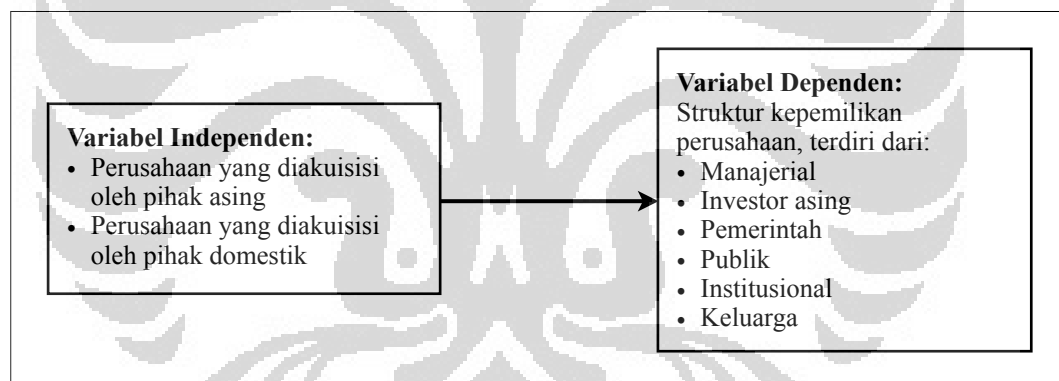 Variabel Independen:
• Perusahaan yang diakuisisi
oleh pihak asing
• Perusahaan yang diakuisisi
oleh pihak domestik
Variabel Dependen:
Struktur kepemilikan
perusahaan, terdiri dari:
• Manajerial
• Investor asing
• Pemerintah
• Publik
• Institusional
• Keluarga